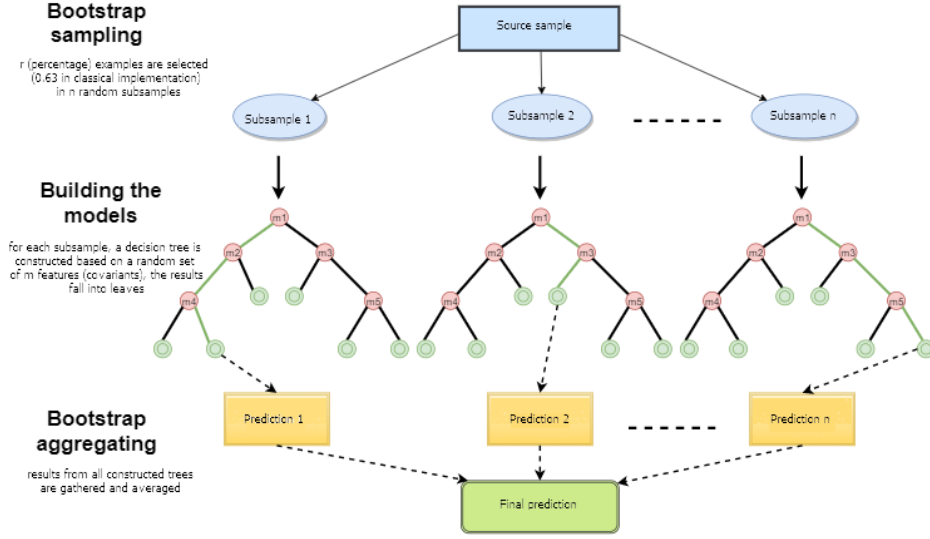 Bootstrap
sampling
r (percentage) examples are selected
(0.63 in classical implementation)
in n random subsamples
Source sample
Subsample 1
Subsample 2
Subsample n
Building the
models
for each subsample, a decision tree is
constructed based on a random set
of m features (covariants), the results
fall into leaves
m1
m2
m3
m4
m5
m1
m2
m3
m4
m5
m1
m2
m3
m4
m5
Bootstrap
aggregating
results from all constructed trees
are gathered and averaged
Prediction 1
Prediction 2
Prediction n
Final prediction